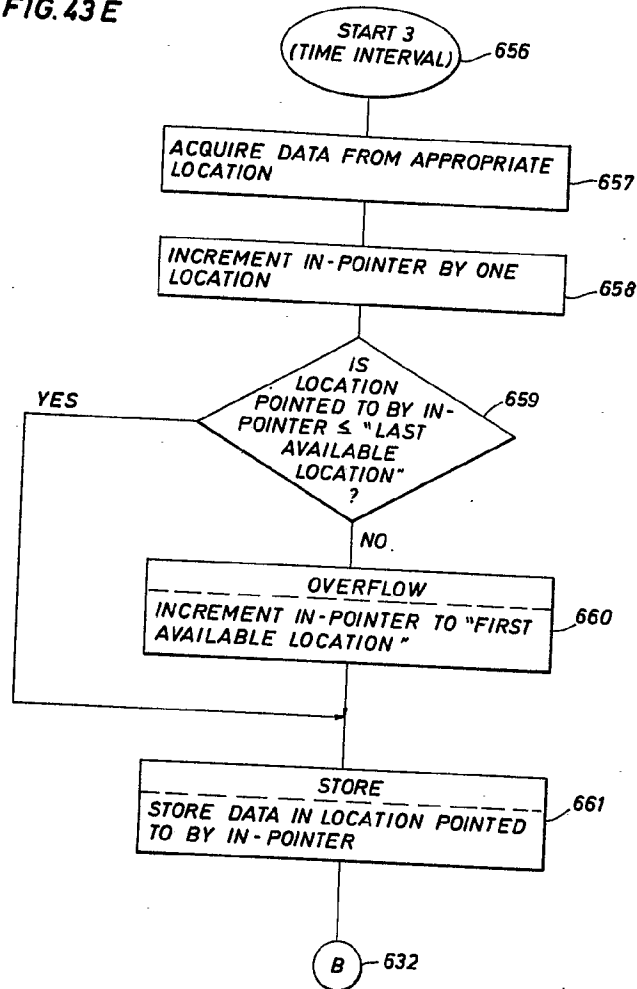 FIG. 43E
START 3
(TIME INTERVAL)
656
ACQUIRE DATA FROM APPROPRIATE
LOCATION
657
INCREMENT IN-POINTER BY ONE
LOCATION
658
IS
LOCATION
POINTED TO BY IN-
POINTER ≤ "LAST
AVAILABLE
LOCATION"
?
659
YES
NO
OVERFLOW
INCREMENT IN-POINTER TO "FIRST
AVAILABLE LOCATION"
660
STORE
STORE DATA IN LOCATION POINTED
TO BY IN-POINTER
661
B
632